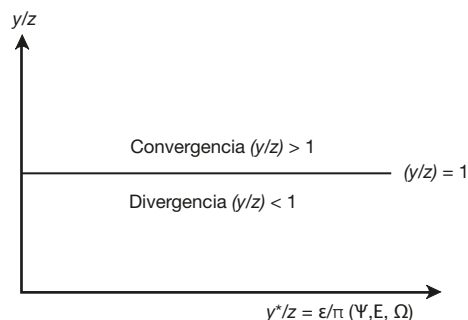 y/z
Convergencia (y/z) > 1
(y/z) = 1
Divergencia (y/z) < 1
y*/z = ε/π (Ψ,E, Ω)